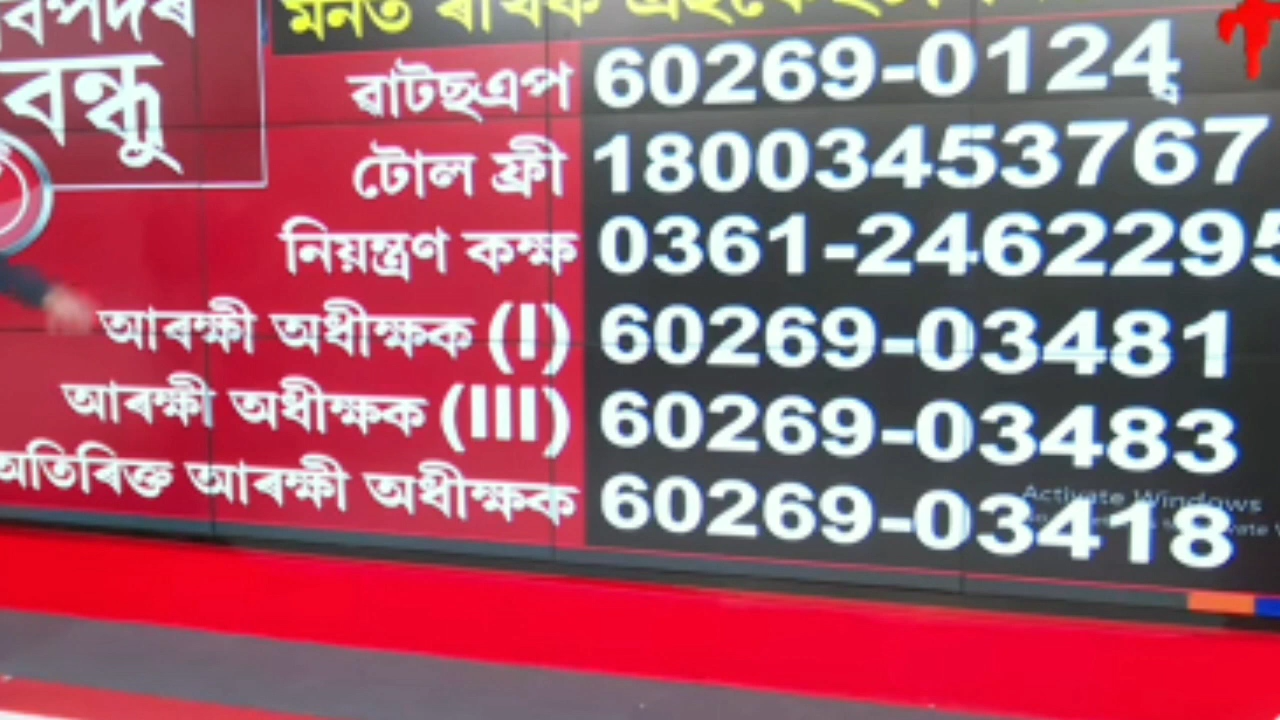 বিপদৰ
বন্ধু
মনত ৰাখিব
ৱাটছএপ 60269-0124
টোল ফ্ৰী 18003453767
নিয়ন্ত্ৰণ কক্ষ 0361-2462295
আৰক্ষী অধীক্ষক (I) 60269-03481
আৰক্ষী অধীক্ষক (III) 60269-03483
অতিৰিক্ত আৰক্ষী অধীক্ষক 60269-03418
Activate Windows